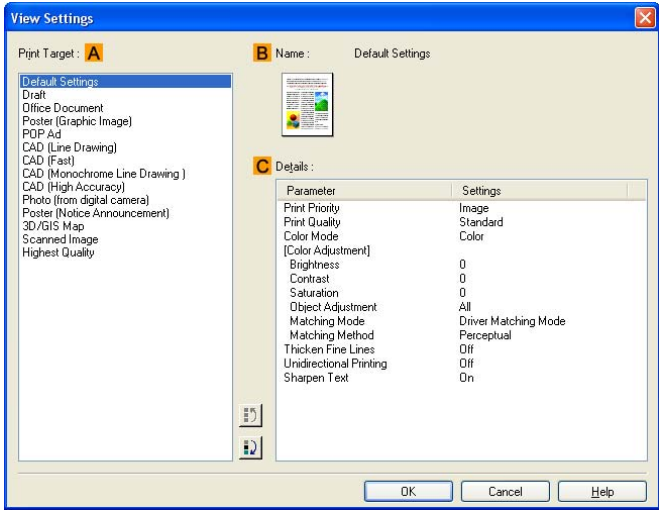 View Settings
Print Target : A
Default Settings
Draft
Office Document
Poster (Graphic Image)
POP Ad
CAD (Line Drawing)
CAD (Fast)
CAD (Monochrome Line Drawing )
CAD (High Accuracy)
Photo (from digital camera)
Poster (Notice Announcement)
3D/GIS Map
Scanned Image
Highest Quality
B Name : Default Settings
C Details :
Parameter Settings
Print Priority Image
Print Quality Standard
Color Mode Color
[Color Adjustment]
Brightness 0
Contrast 0
Saturation 0
Object Adjustment All
Matching Mode Driver Matching Mode
Matching Method Perceptual
Thicken Fine Lines Off
Unidirectional Printing Off
Sharpen Text On
OK Cancel Help